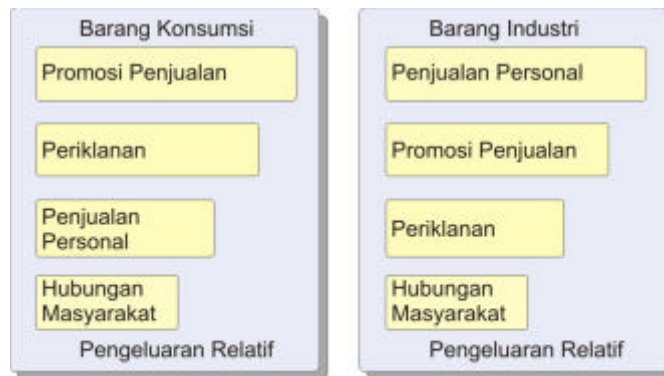 Barang Konsumsi
Promosi Penjualan
Periklanan
Penjualan
Personal
Hubungan
Masyarakat
Pengeluaran Relatif
Barang Industri
Penjualan Personal
Promosi Penjualan
Periklanan
Hubungan
Masyarakat
Pengeluaran Relatif